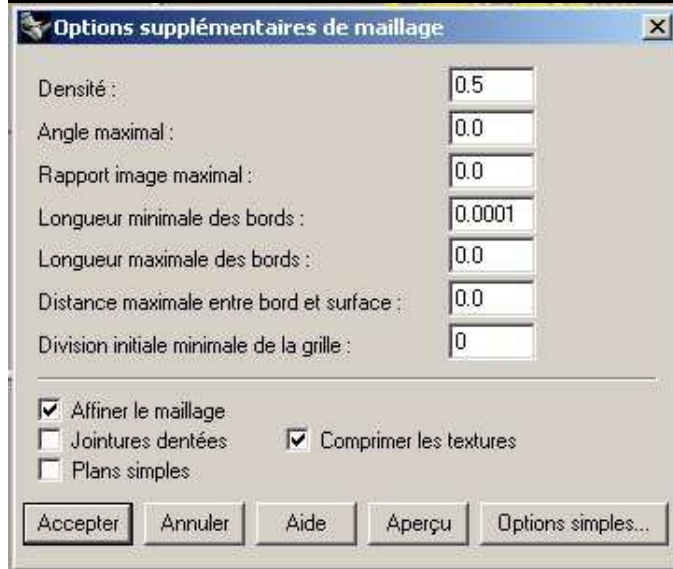 Options supplémentaires de maillage
Densité : 0.5
Angle maximal : 0.0
Rapport image maximal : 0.0
Longueur minimale des bords : 0.0001
Longueur maximale des bords : 0.0
Distance maximale entre bord et surface : 0.0
Division initiale minimale de la grille : 0
Affiner le maillage
Jointures dentées Comprimer les textures
Plans simples
Accepter Annuler Aide Aperçu Options simples...